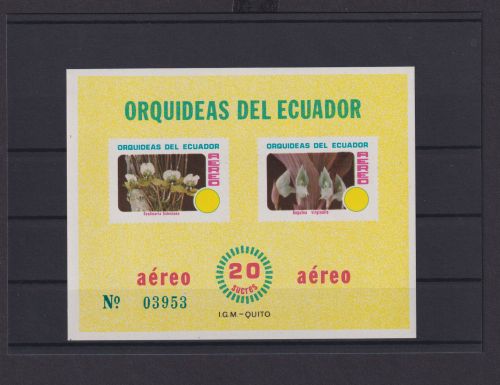 ORQUIDEAS DEL ECUADOR
ORQUIDEAS DEL ECUADOR
AEREO
ORQUIDEAS DEL ECUADOR
AEREO
aéreo
20
sucres
aéreo
Nº 03953
I.G.M.-QUITO